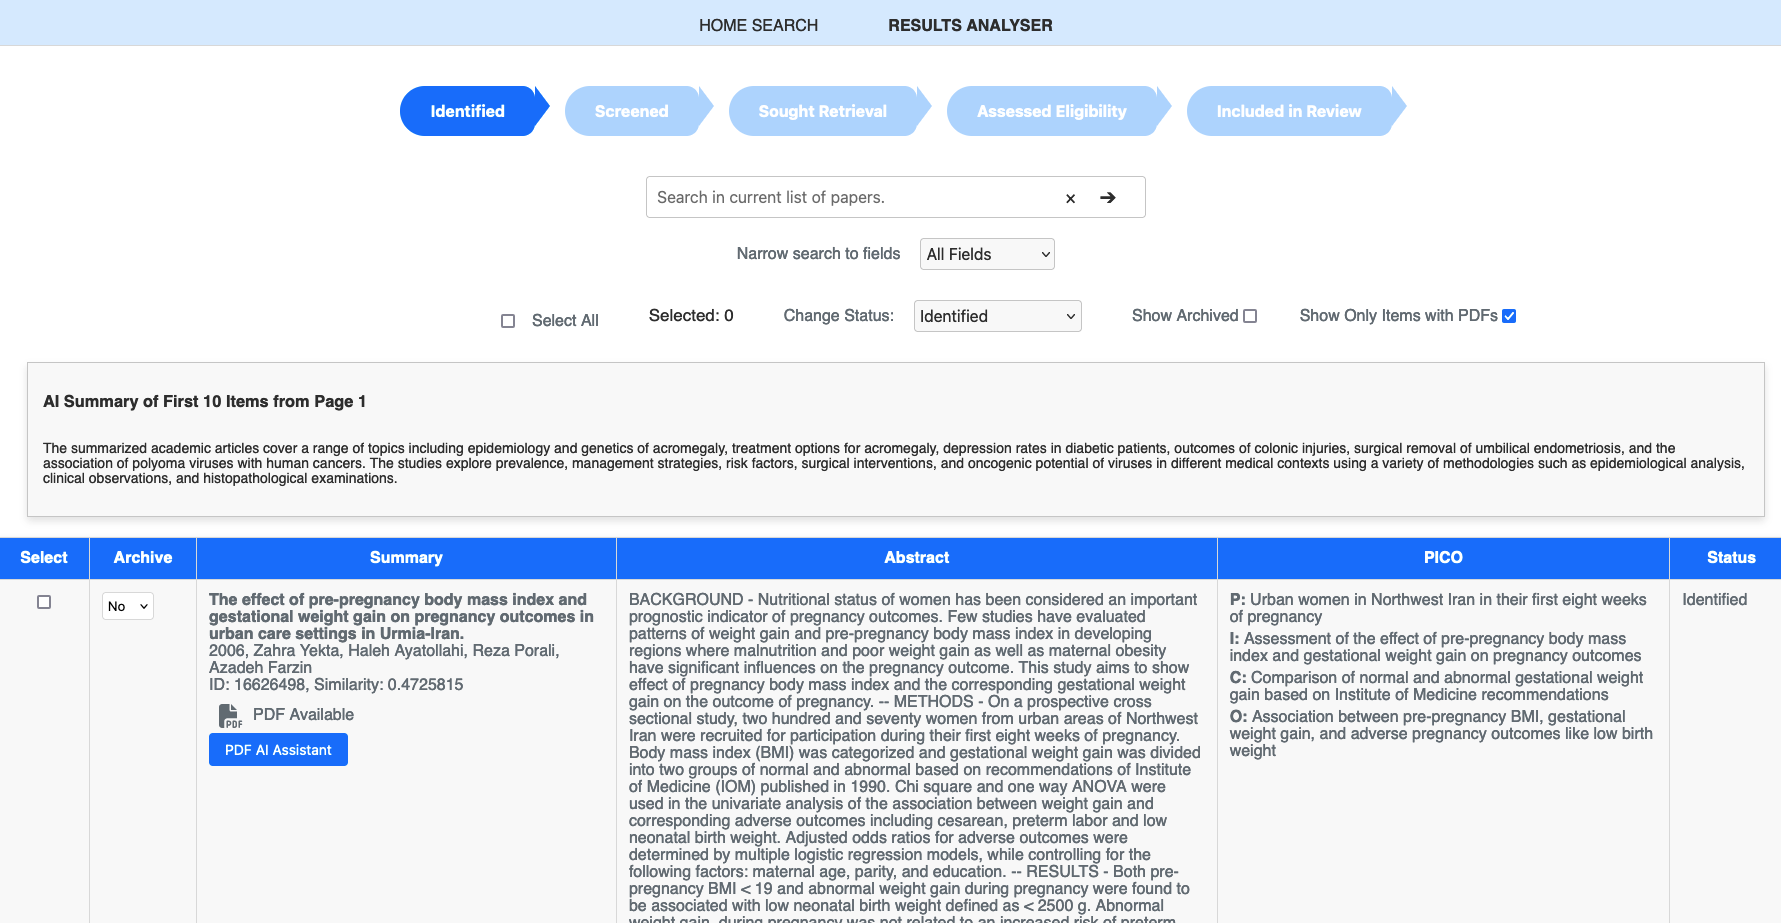 HOME SEARCH
RESULTS ANALYSER
Identified
Screened
Sought Retrieval
Assessed Eligibility
Included in Review
Search in current list of papers.
× ➔
Narrow search to fields
All Fields
Select All
Selected: 0
Change Status:
Identified
Show Archived
Show Only Items with PDFs
AI Summary of First 10 Items from Page 1
The summarized academic articles cover a range of topics including epidemiology and genetics of acromegaly, treatment options for acromegaly, depression rates in diabetic patients, outcomes of colonic injuries, surgical removal of umbilical endometriosis, and the
association of polyoma viruses with human cancers. The studies explore prevalence, management strategies, risk factors, surgical interventions, and oncogenic potential of viruses in different medical contexts using a variety of methodologies such as epidemiological analysis,
clinical observations, and histopathological examinations.
Select
Archive
Summary
Abstract
PICO
Status
No
The effect of pre-pregnancy body mass index and
gestational weight gain on pregnancy outcomes in
urban care settings in Urmia-Iran.
2006, Zahra Yekta, Haleh Ayatollahi, Reza Porali,
Azadeh Farzin
ID: 16626498, Similarity: 0.4725815
PDF
PDF Available
PDF AI Assistant
BACKGROUND - Nutritional status of women has been considered an important
prognostic indicator of pregnancy outcomes. Few studies have evaluated
patterns of weight gain and pre-pregnancy body mass index in developing
regions where malnutrition and poor weight gain as well as maternal obesity
have significant influences on the pregnancy outcome. This study aims to show
effect of pregnancy body mass index and the corresponding gestational weight
gain on the outcome of pregnancy. -- METHODS - On a prospective cross
sectional study, two hundred and seventy women from urban areas of Northwest
Iran were recruited for participation during their first eight weeks of pregnancy.
Body mass index (BMI) was categorized and gestational weight gain was divided
into two groups of normal and abnormal based on recommendations of Institute
of Medicine (IOM) published in 1990. Chi square and one way ANOVA were
used in the univariate analysis of the association between weight gain and
corresponding adverse outcomes including cesarean, preterm labor and low
neonatal birth weight. Adjusted odds ratios for adverse outcomes were
determined by multiple logistic regression models, while controlling for the
following factors: maternal age, parity, and education. -- RESULTS - Both pre-
pregnancy BMI < 19 and abnormal weight gain during pregnancy were found to
be associated with low neonatal birth weight defined as < 2500 g. Abnormal
weight gain, during pregnancy was not related to an increased risk of preterm
P: Urban women in Northwest Iran in their first eight weeks
of pregnancy
I: Assessment of the effect of pre-pregnancy body mass
index and gestational weight gain on pregnancy outcomes
C: Comparison of normal and abnormal gestational weight
gain based on Institute of Medicine recommendations
O: Association between pre-pregnancy BMI, gestational
weight gain, and adverse pregnancy outcomes like low birth
weight
Identified